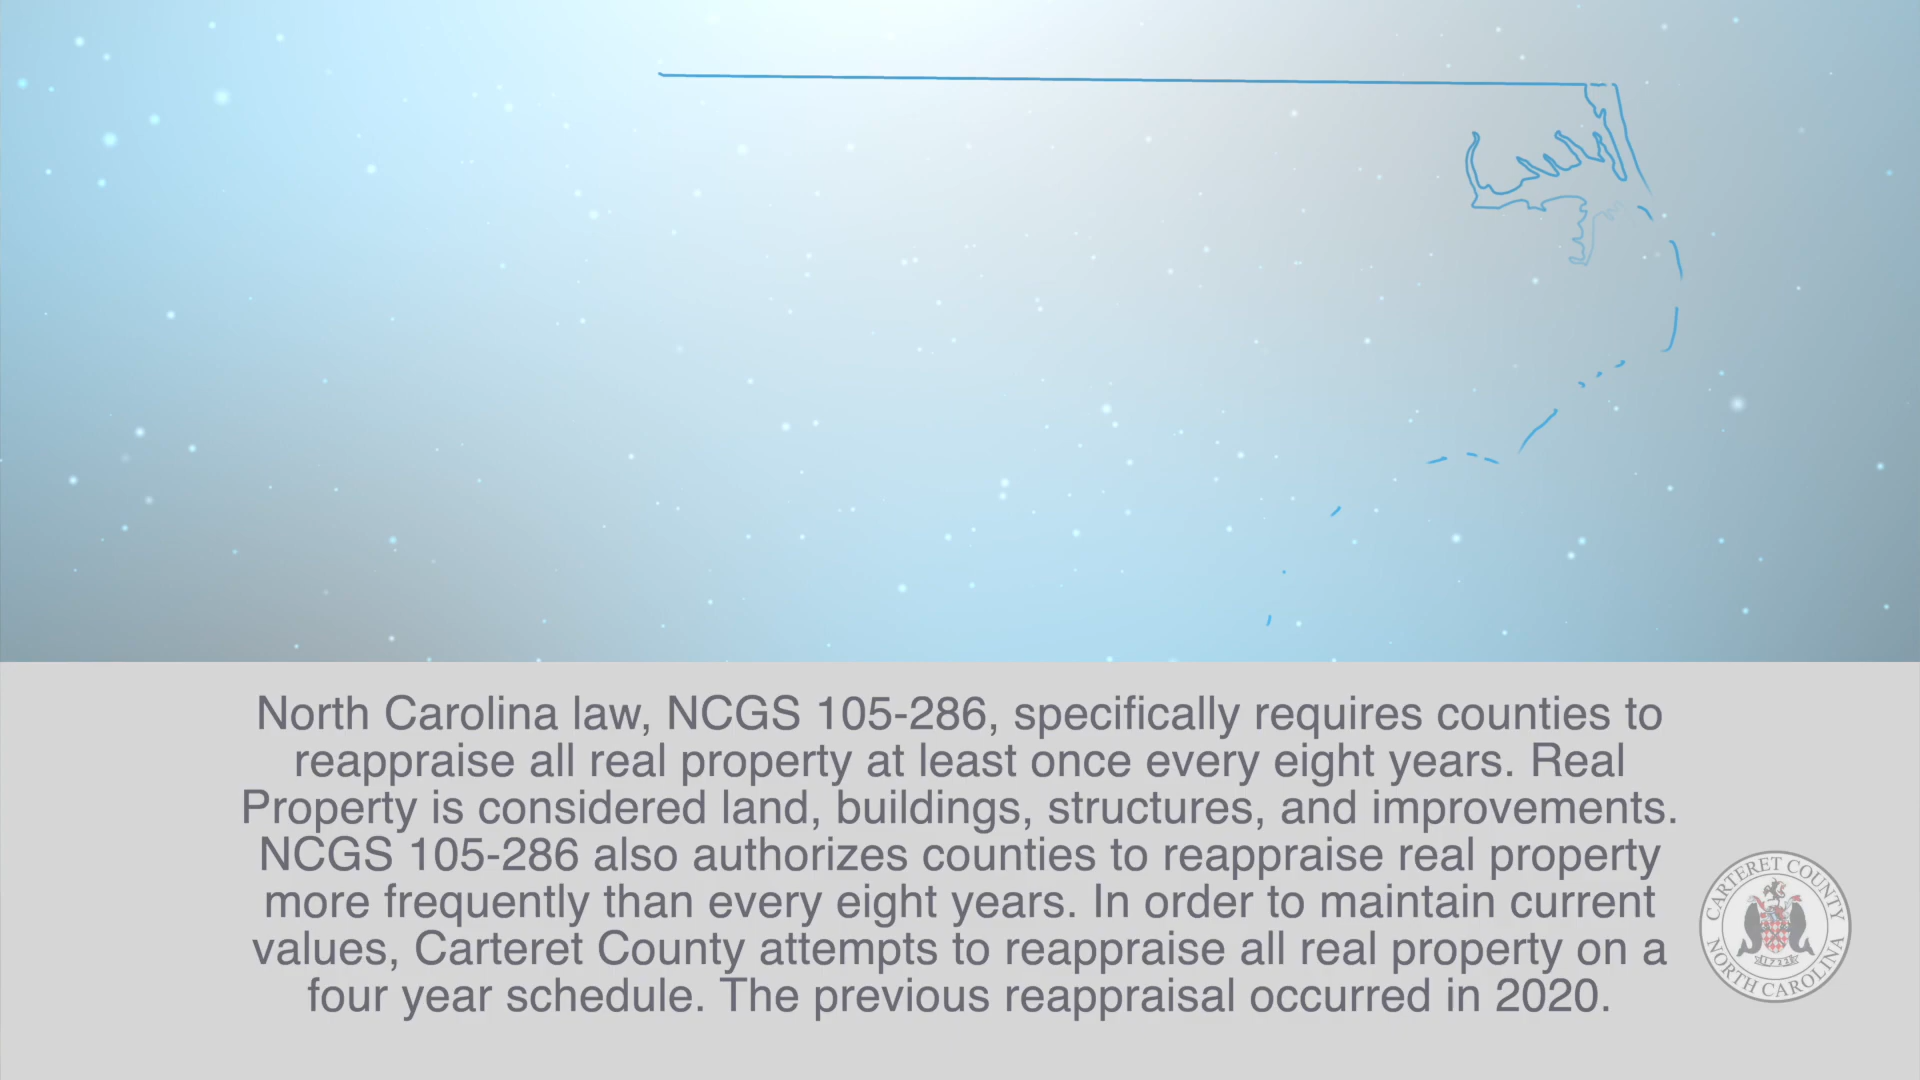 North Carolina law, NCGS 105-286, specifically requires counties to
reappraise all real property at least once every eight years. Real
Property is considered land, buildings, structures, and improvements.
NCGS 105-286 also authorizes counties to reappraise real property
more frequently than every eight years. In order to maintain current
values, Carteret County attempts to reappraise all real property on a
four year schedule. The previous reappraisal occurred in 2020.
CARTERET COUNTY
1722
NORTH CAROLINA